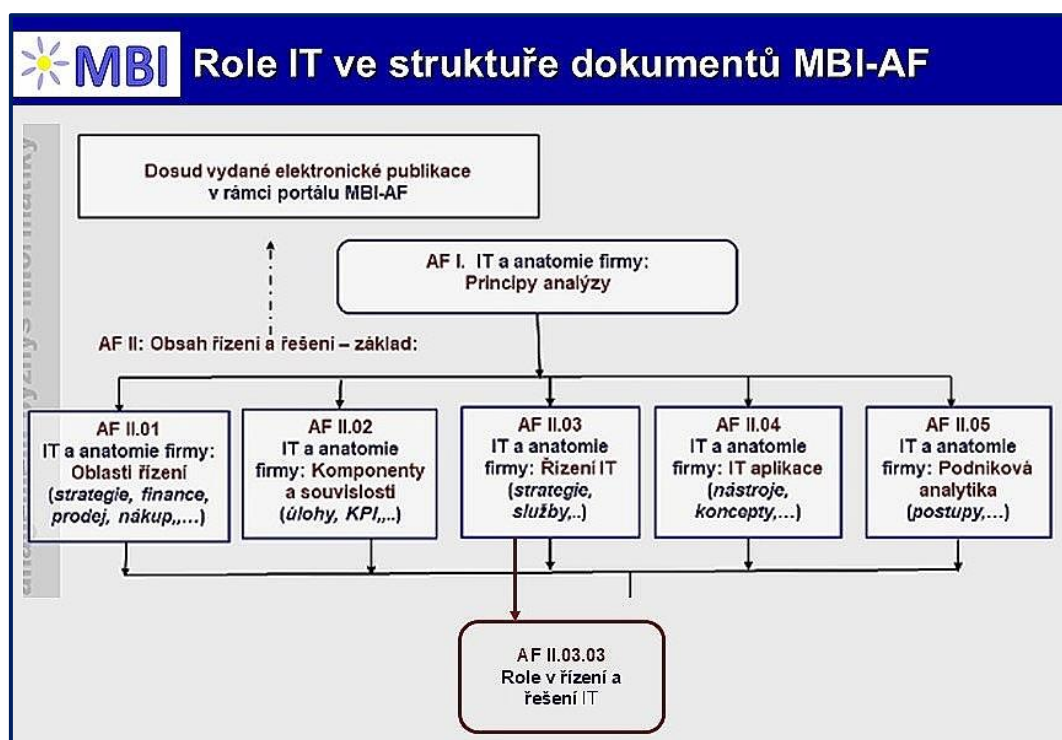 MBI Role IT ve struktuře dokumentů MBI-AF
Dosud vydané elektronické publikace
v rámci portálu MBI-AF
AF I. IT a anatomie firmy:
Principy analýzy
AF II: Obsah řízení a řešení – základ:
AF II.01
IT a anatomie firmy:
Oblasti řízení
(strategie, finance,
prodej, nákup,,…)
AF II.02
IT a anatomie
firmy: Komponenty
a souvislosti
(úlohy, KPI,,..)
AF II.03
IT a anatomie
firmy: Řízení IT
(strategie,
služby,..)
AF II.04
IT a anatomie
firmy: IT aplikace
(nástroje,
koncepty,…)
AF II.05
IT a anatomie
firmy: Podniková
analytika
(postupy,…)
AF II.03.03
Role v řízení a
řešení IT